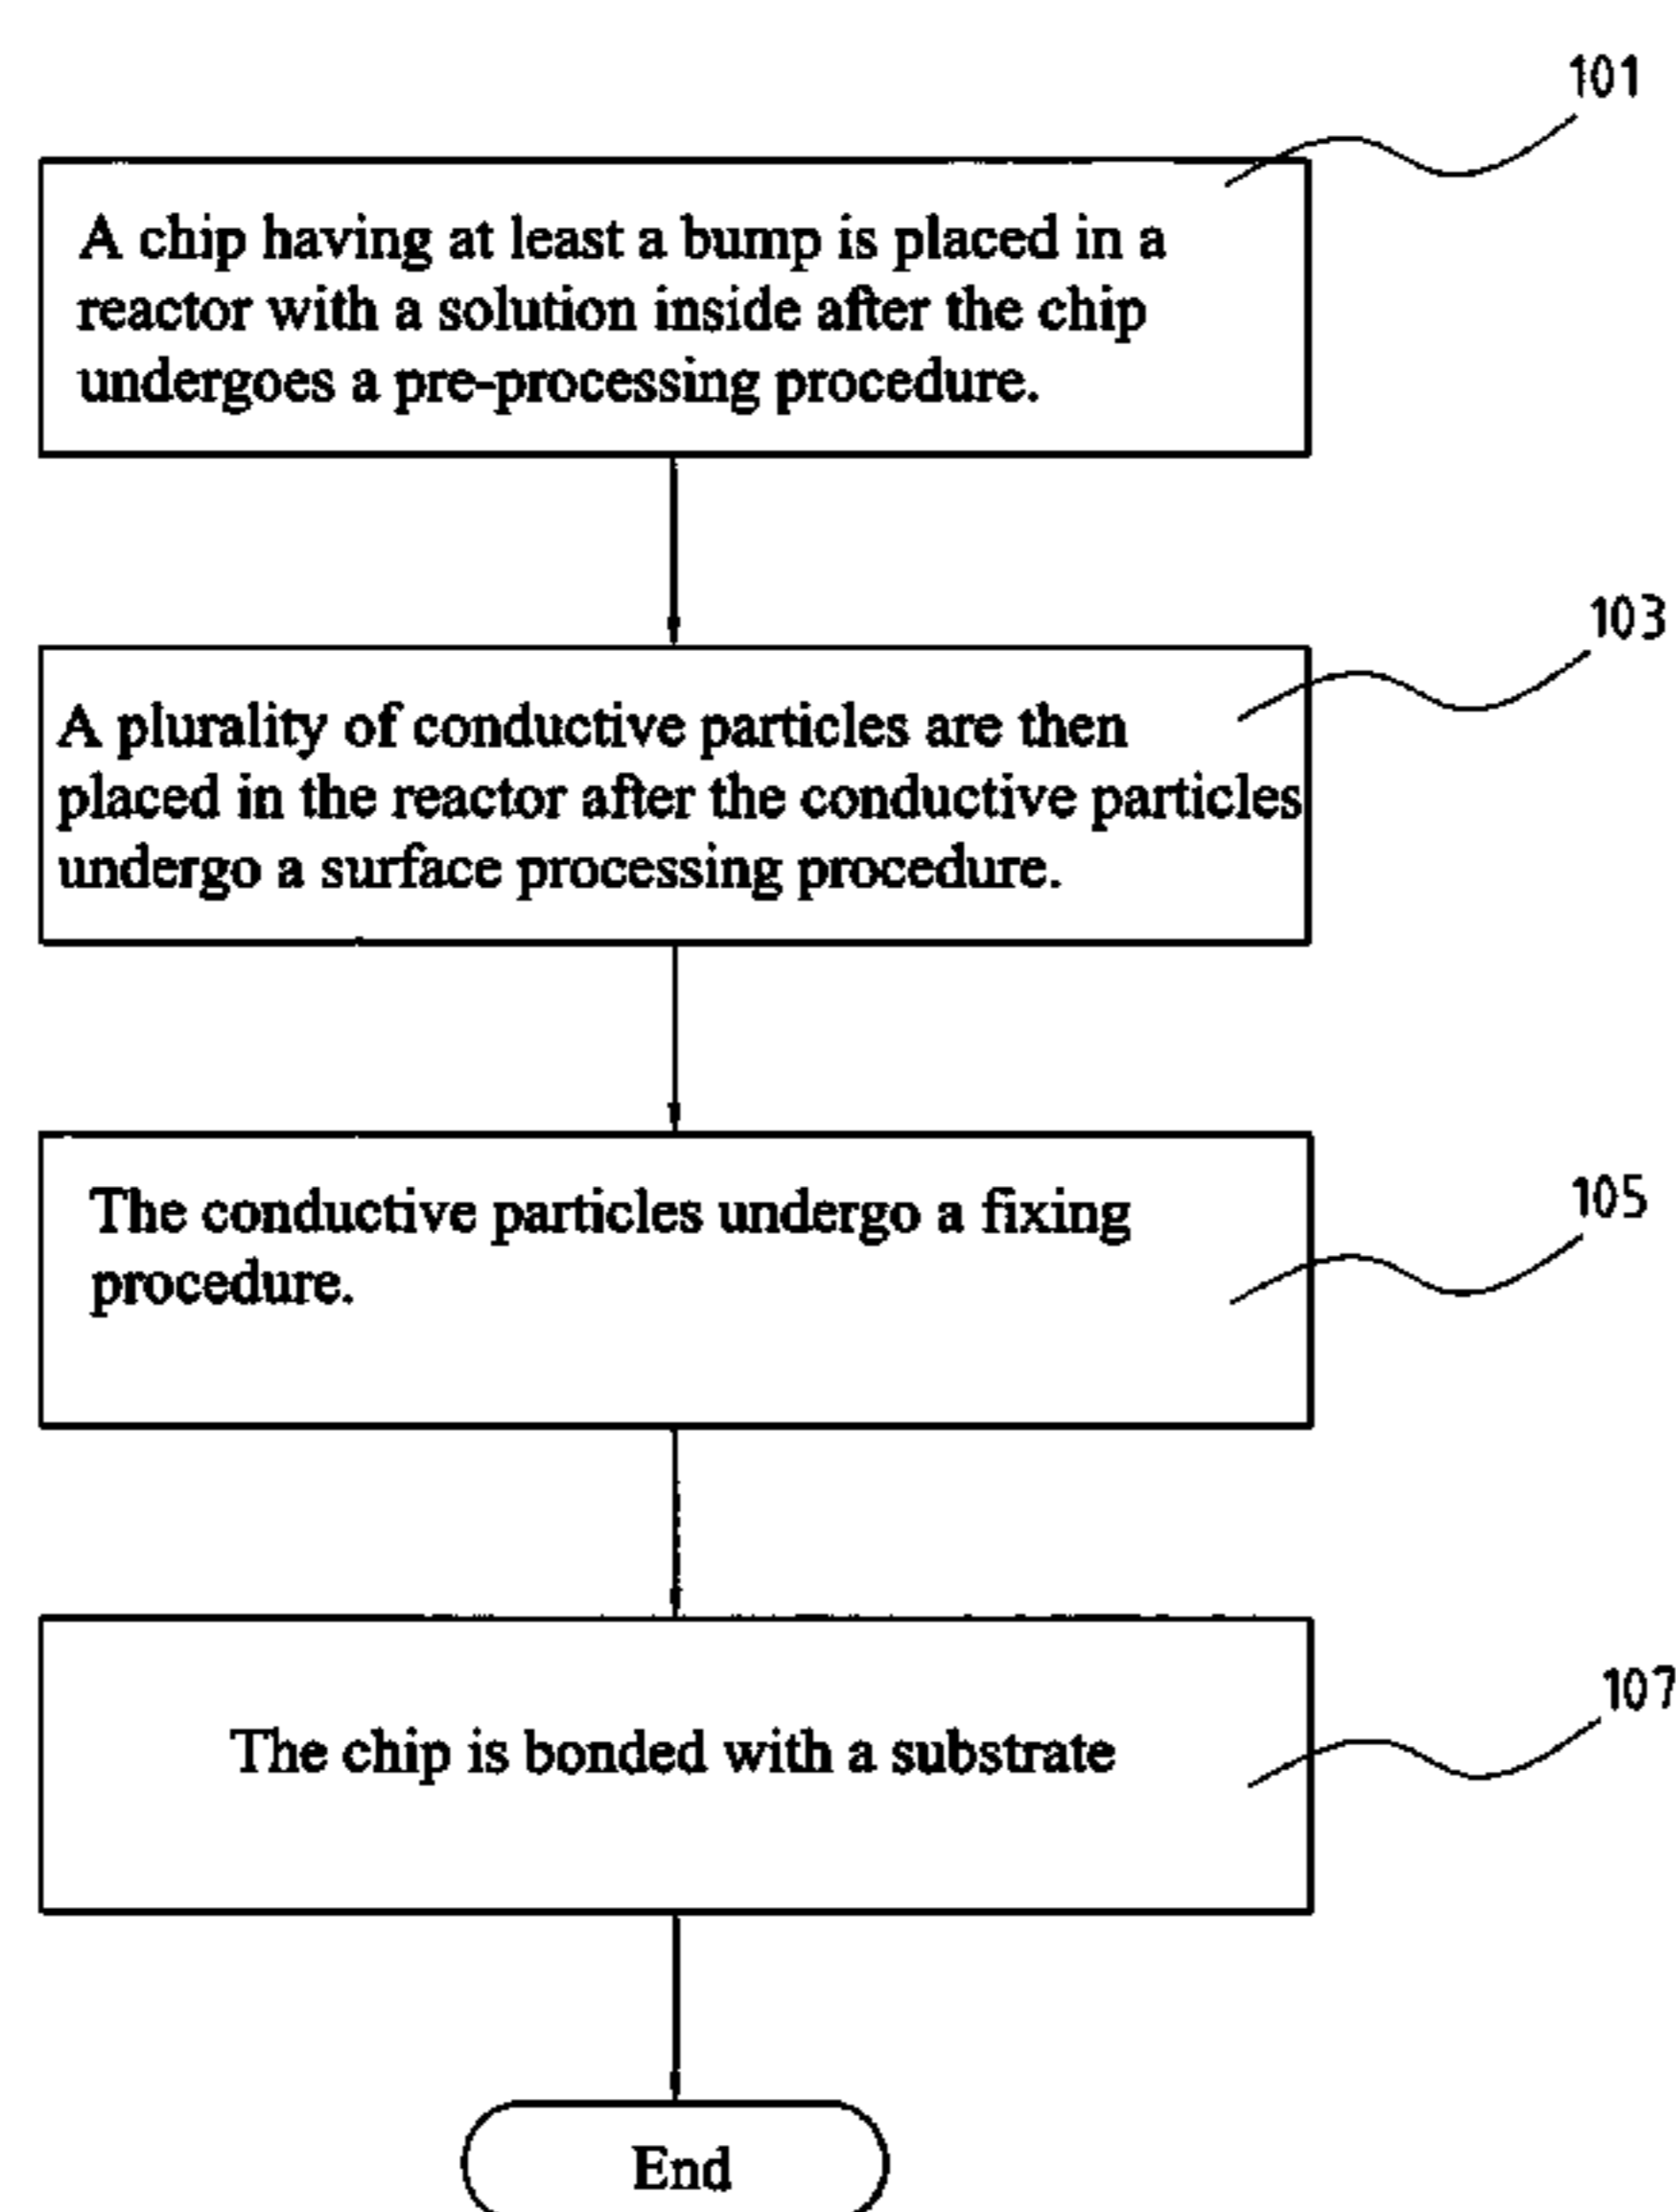 101
A chip having at least a bump is placed in a
reactor with a solution inside after the chip
undergoes a pre-processing procedure.
103
A plurality of conductive particles are then
placed in the reactor after the conductive particles
undergo a surface processing procedure.
105
The conductive particles undergo a fixing
procedure.
107
The chip is bonded with a substrate
End